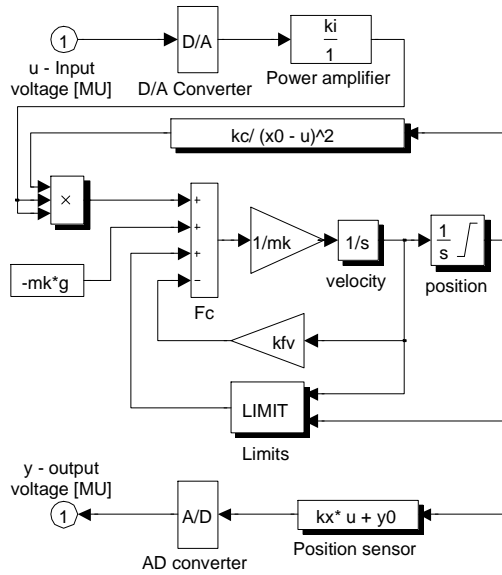 1
D/A
ki
1
u - Input
voltage [MU]
D/A Converter
Power amplifier
kc/ (x0 - u)^2
×
+
+
+
−
1/mk
1/s
1
s
-mk*g
velocity
position
Fc
kfv
LIMIT
Limits
y - output
voltage [MU]
1
A/D
kx* u + y0
AD converter
Position sensor